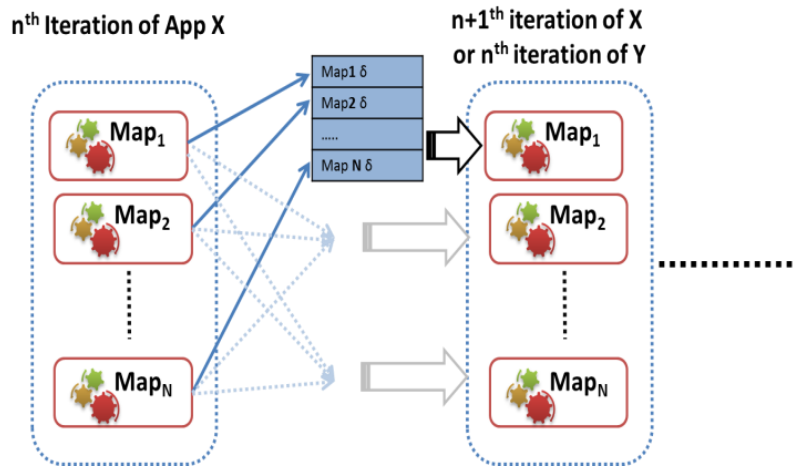 nth Iteration of App X
n+1th iteration of X
or nth iteration of Y
Map1 δ
Map2 δ
.....
Map N δ
Map1
Map2
MapN
Map1
Map2
MapN